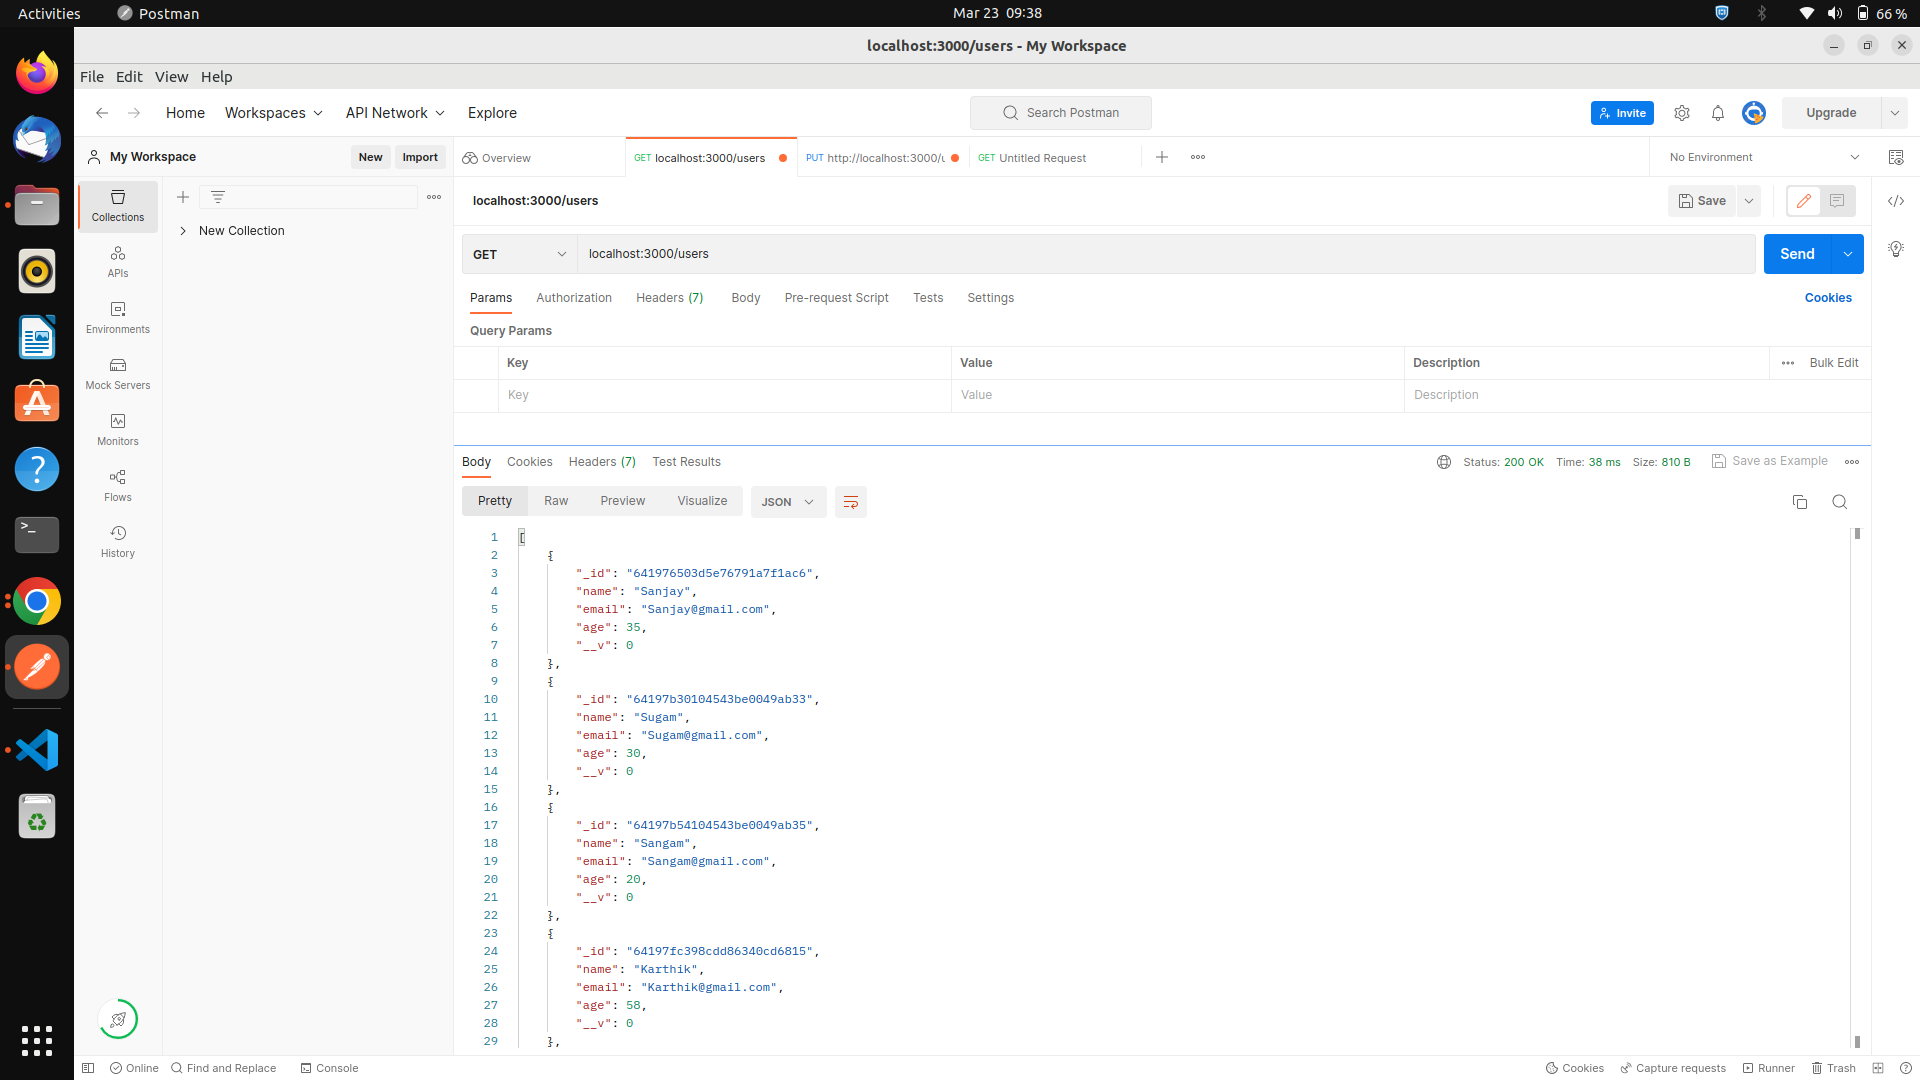 Activities Postman Mar 23 09:38 66 %
localhost:3000/users - My Workspace
File Edit View Help
Home Workspaces API Network Explore Search Postman Invite Upgrade
My Workspace New Import Overview GET localhost:3000/users PUT http://localhost:3000/u GET Untitled Request No Environment
Collections
New Collection
APIs
Environments
Mock Servers
Monitors
Flows
History
localhost:3000/users Save
GET localhost:3000/users Send
Params Authorization Headers (7) Body Pre-request Script Tests Settings Cookies
Query Params
Key Value Description Bulk Edit
Key Value Description
Body Cookies Headers (7) Test Results Status: 200 OK Time: 38 ms Size: 810 B Save as Example
Pretty Raw Preview Visualize JSON
1 [
2 {
3 "_id": "641976503d5e76791a7f1ac6",
4 "name": "Sanjay",
5 "email": "Sanjay@gmail.com",
6 "age": 35,
7 "__v": 0
8 },
9 {
10 "_id": "64197b30104543be0049ab33",
11 "name": "Sugam",
12 "email": "Sugam@gmail.com",
13 "age": 30,
14 "__v": 0
15 },
16 {
17 "_id": "64197b54104543be0049ab35",
18 "name": "Sangam",
19 "email": "Sangam@gmail.com",
20 "age": 20,
21 "__v": 0
22 },
23 {
24 "_id": "64197fc398cdd86340cd6815",
25 "name": "Karthik",
26 "email": "Karthik@gmail.com",
27 "age": 58,
28 "__v": 0
29 },
Online Find and Replace Console Cookies Capture requests Runner Trash